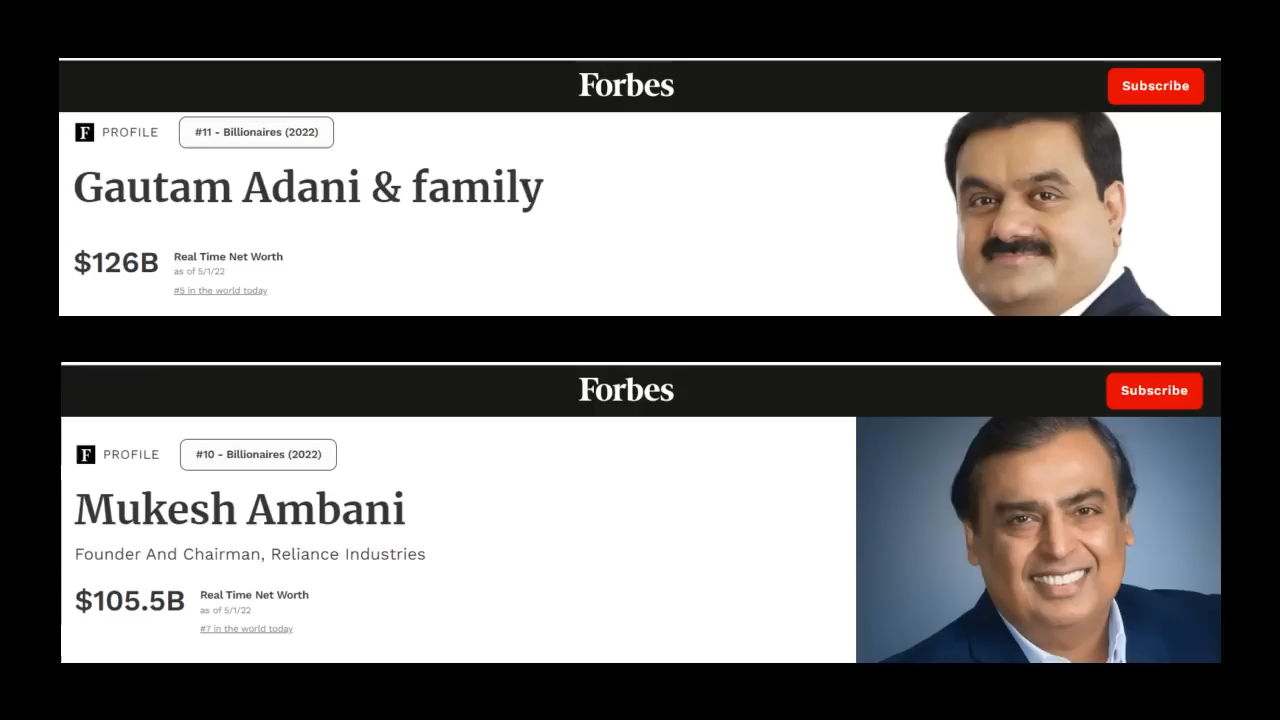 Forbes
Subscribe
F PROFILE #11 - Billionaires (2022)
Gautam Adani & family
$126B Real Time Net Worth
as of 5/1/22
#5 in the world today
Forbes
Subscribe
F PROFILE #10 - Billionaires (2022)
Mukesh Ambani
Founder And Chairman, Reliance Industries
$105.5B Real Time Net Worth
as of 5/1/22
#7 in the world today